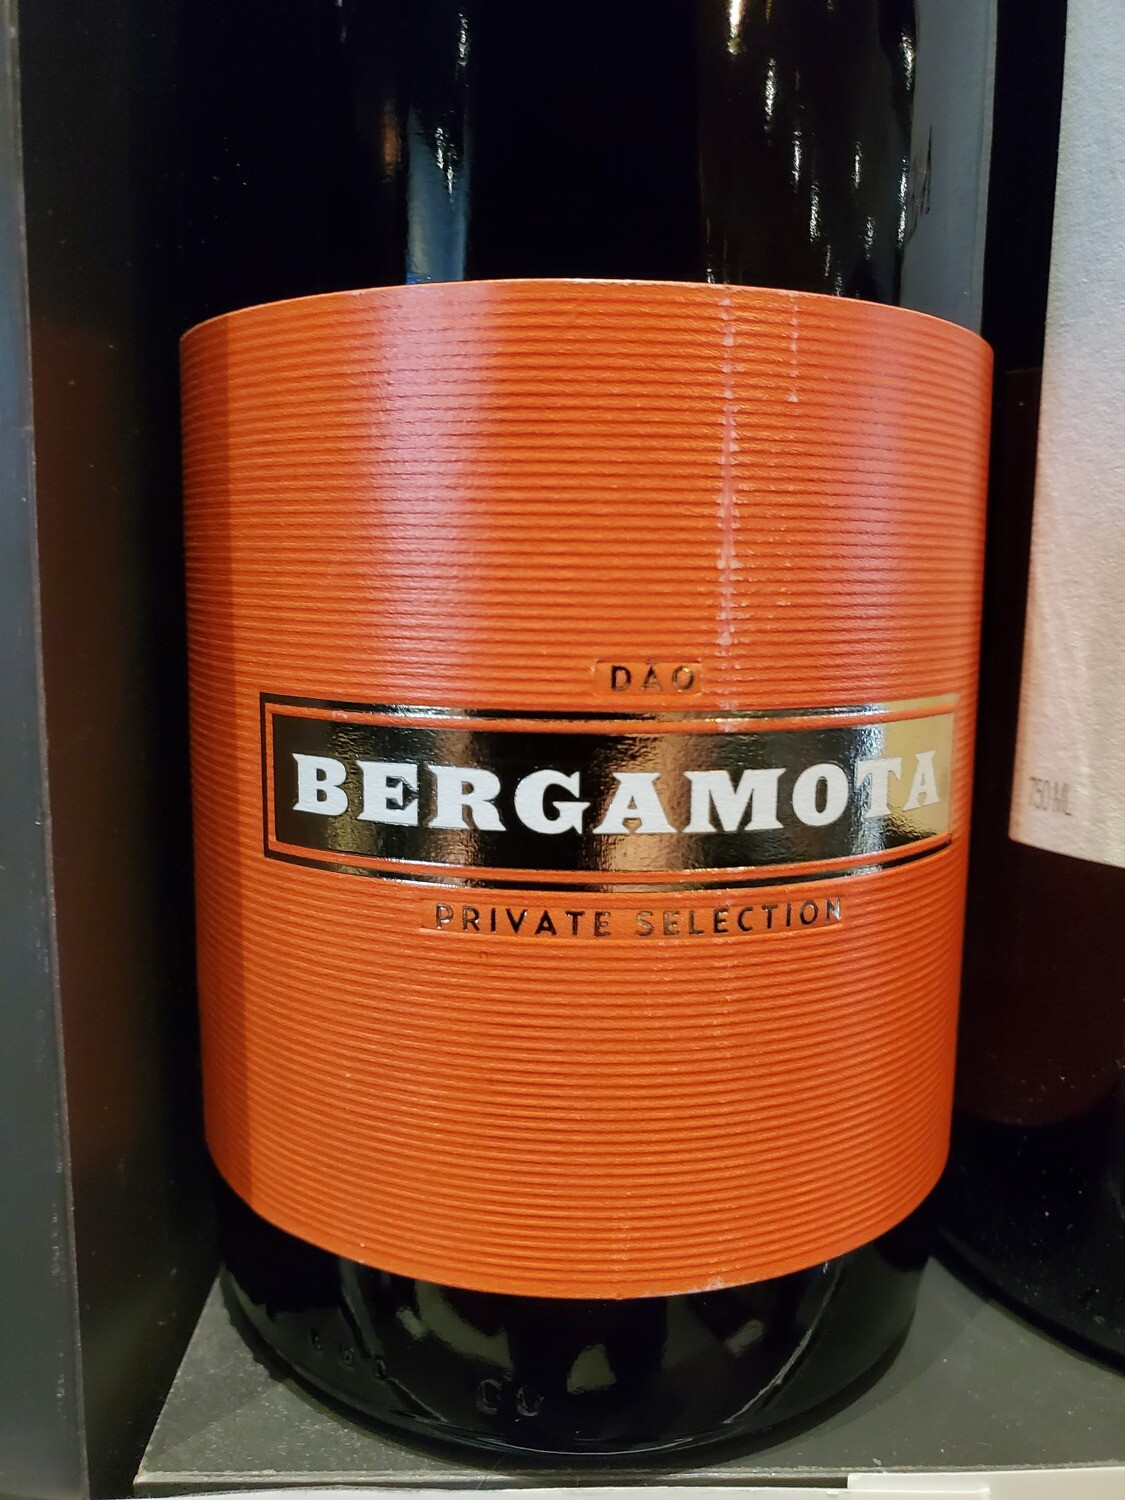 DÃO
BERGAMOTA
PRIVATE SELECTION
750 ML